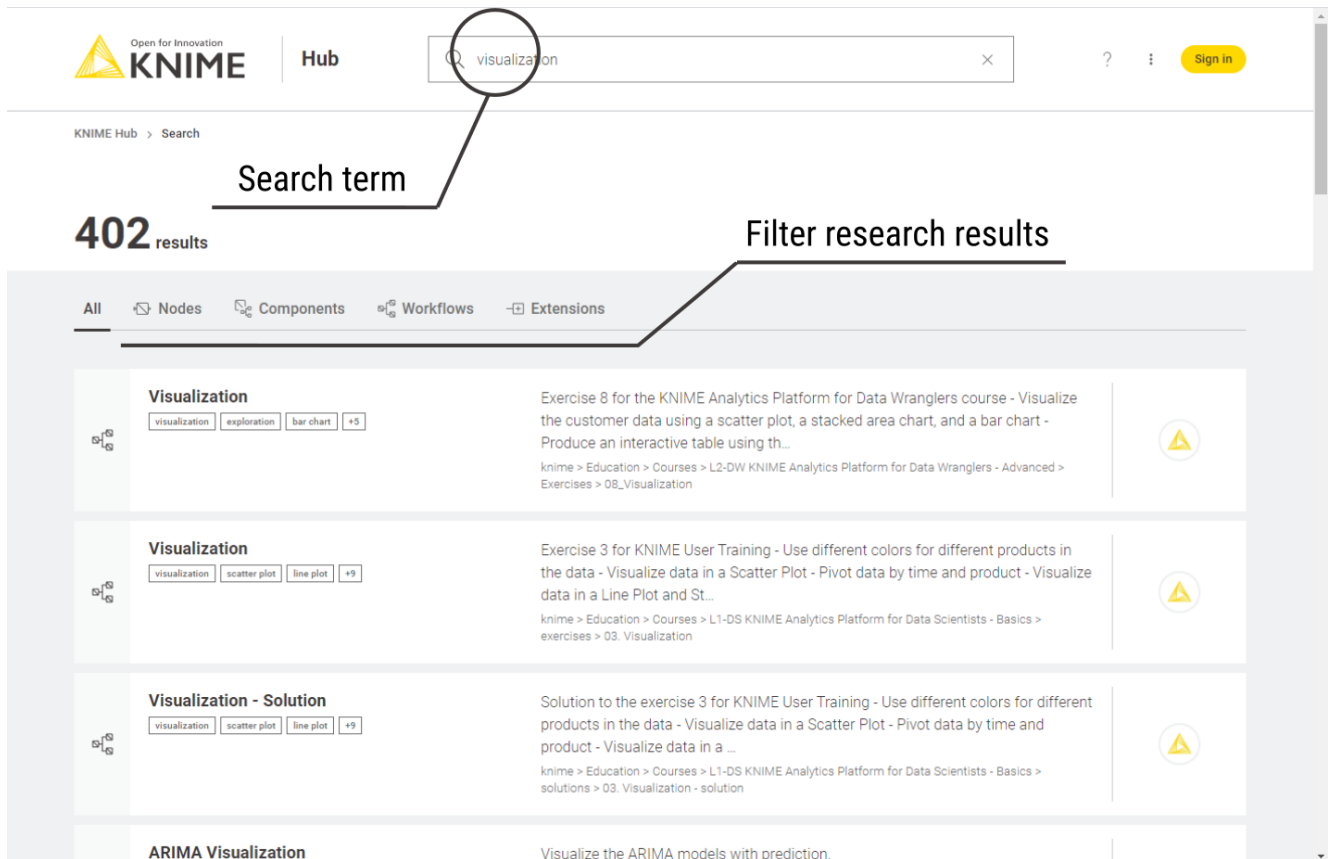 Open for Innovation
KNIME
Hub
visualization
?
Sign in
KNIME Hub > Search
Search term
402 results
Filter research results
All Nodes Components Workflows Extensions
Visualization
visualization exploration bar chart +5
Exercise 8 for the KNIME Analytics Platform for Data Wranglers course - Visualize
the customer data using a scatter plot, a stacked area chart, and a bar chart -
Produce an interactive table using th...
knime > Education > Courses > L2-DW KNIME Analytics Platform for Data Wranglers - Advanced >
Exercises > 08_Visualization
Visualization
visualization scatter plot line plot +9
Exercise 3 for KNIME User Training - Use different colors for different products in
the data - Visualize data in a Scatter Plot - Pivot data by time and product - Visualize
data in a Line Plot and St...
knime > Education > Courses > L1-DS KNIME Analytics Platform for Data Scientists - Basics >
exercises > 03. Visualization
Visualization - Solution
visualization scatter plot line plot +9
Solution to the exercise 3 for KNIME User Training - Use different colors for different
products in the data - Visualize data in a Scatter Plot - Pivot data by time and
product - Visualize data in a ...
knime > Education > Courses > L1-DS KNIME Analytics Platform for Data Scientists - Basics >
solutions > 03. Visualization - solution
ARIMA Visualization
Visualize the ARIMA models with prediction.